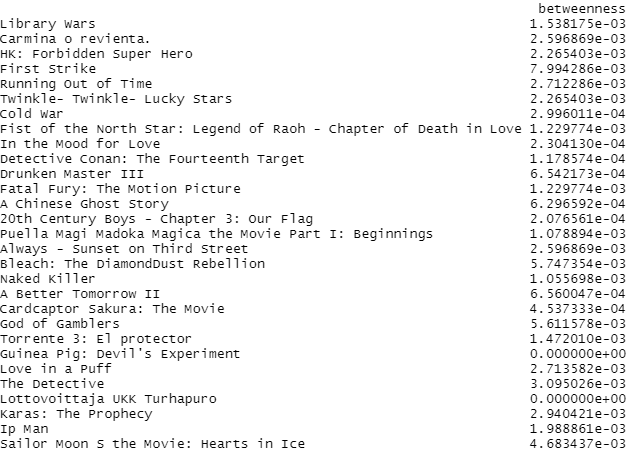 betweenness
Library Wars 1.538175e-03
Carmina o revienta. 2.596869e-03
HK: Forbidden Super Hero 2.265403e-03
First Strike 7.994286e-03
Running Out of Time 2.712286e-03
Twinkle- Twinkle- Lucky Stars 2.265403e-03
Cold War 2.996011e-04
Fist of the North Star: Legend of Raoh - Chapter of Death in Love 1.229774e-03
In the Mood for Love 2.304130e-04
Detective Conan: The Fourteenth Target 1.178574e-04
Drunken Master III 6.542173e-04
Fatal Fury: The Motion Picture 1.229774e-03
A Chinese Ghost Story 6.296592e-04
20th Century Boys - Chapter 3: Our Flag 2.076561e-04
Puella Magi Madoka Magica the Movie Part I: Beginnings 1.078894e-03
Always - Sunset on Third Street 2.596869e-03
Bleach: The DiamondDust Rebellion 5.747354e-03
Naked Killer 1.055698e-03
A Better Tomorrow II 6.560047e-04
Cardcaptor Sakura: The Movie 4.537333e-04
God of Gamblers 5.611578e-03
Torrente 3: El protector 1.472010e-03
Guinea Pig: Devil's Experiment 0.000000e+00
Love in a Puff 2.713582e-03
The Detective 3.095026e-03
Lottovoittaja UKK Turhapuro 0.000000e+00
Karas: The Prophecy 2.940421e-03
Ip Man 1.988861e-03
Sailor Moon S the Movie: Hearts in Ice 4.683437e-03